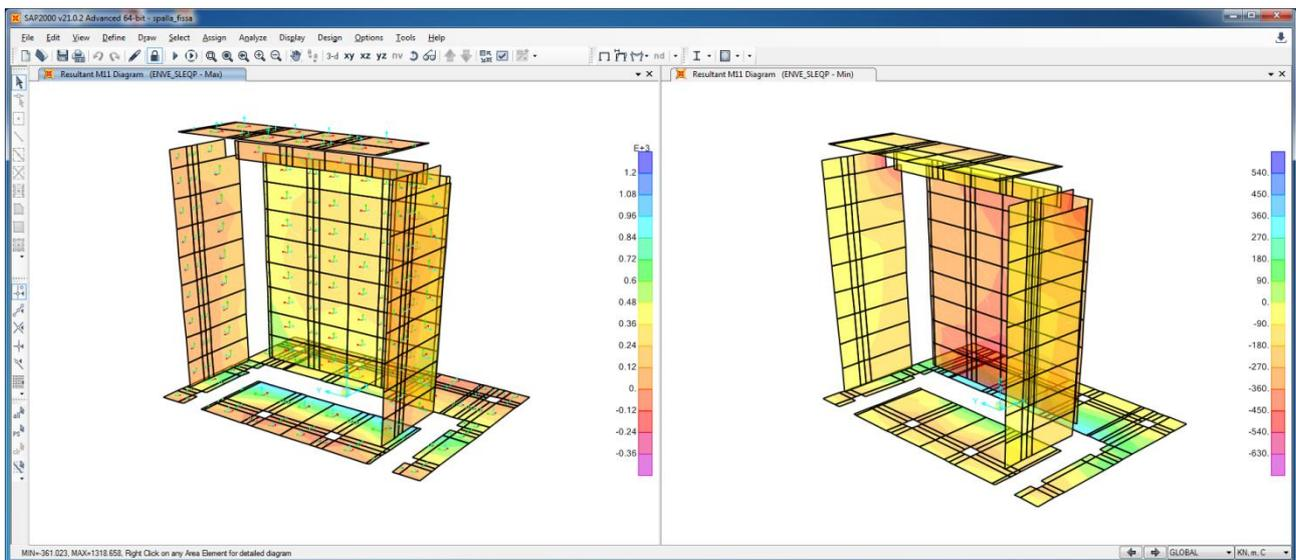 SAP2000 v21.0.2 Advanced 64-bit - spalla_fissa
File Edit View Define Draw Select Assign Analyze Display Design Options Tools Help
3-d xy xz yz nv
nd
Resultant M11 Diagram (ENVE_SLEQP - Max)
E+3
1.2
1.08
0.96
0.84
0.72
0.6
0.48
0.36
0.24
0.12
0.
-0.12
-0.24
-0.36
Resultant M11 Diagram (ENVE_SLEQP - Min)
540.
450.
360.
270.
180.
90.
0.
-90.
-180.
-270.
-360.
-450.
-540.
-630.
all
PS
clr
MIN=-361.023, MAX=1318.658, Right Click on any Area Element for detailed diagram
GLOBAL
KN, m, C